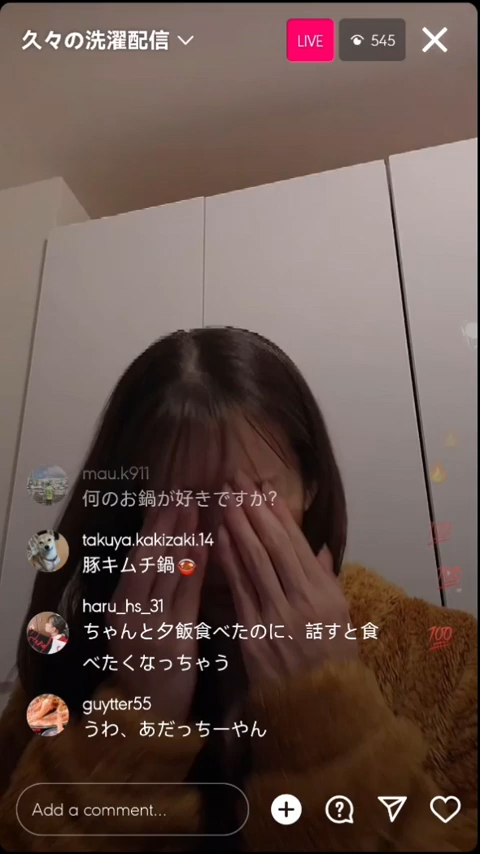 久々の洗濯配信
LIVE
545
mau.k911
何のお鍋が好きですか?
takuya.kakizaki.14
豚キムチ鍋🍲
haru_hs_31
ちゃんと夕飯食べたのに、話すと食
べたくなっちゃう
guytter55
うわ、あだっちーやん
Add a comment...
💯
💯
💯